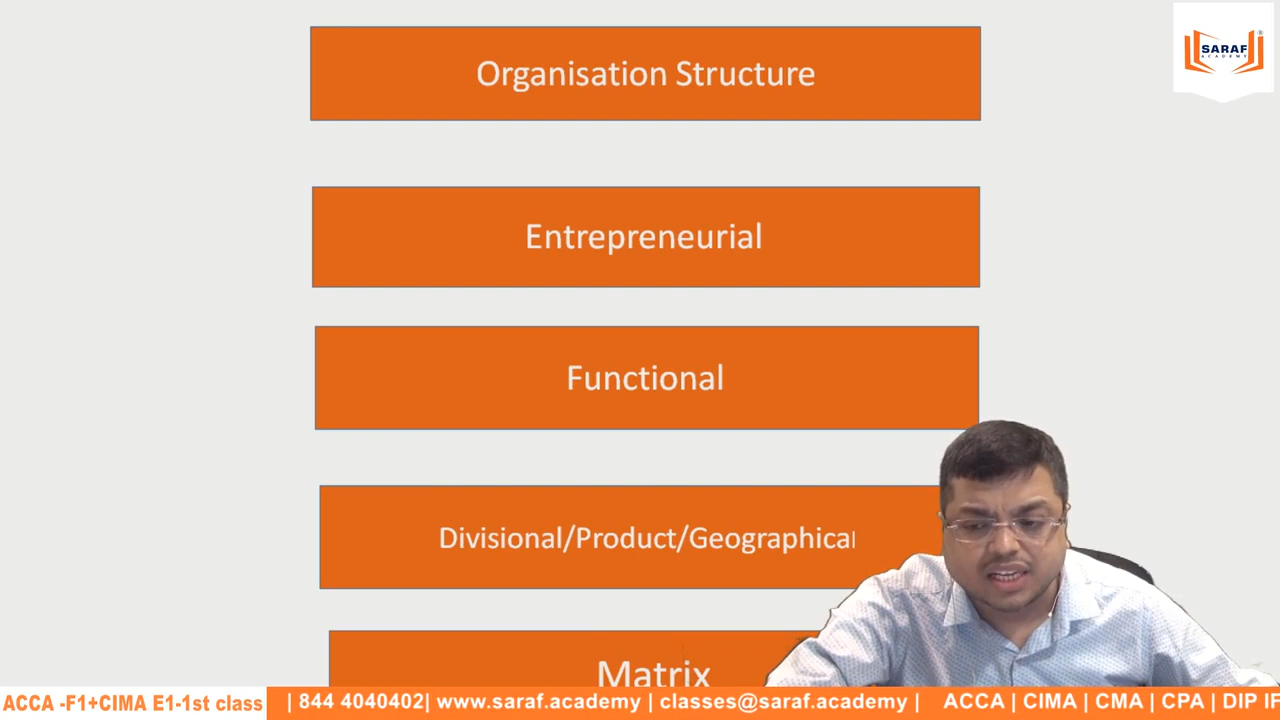 Organisation Structure
SARAF
ACADEMY
Entrepreneurial
Functional
Divisional/Product/Geographical
Matrix
ACCA -F1+CIMA E1-1st class
| 844 4040402| www.saraf.academy | classes@saraf.academy | ACCA | CIMA | CMA | CPA | DIP IF